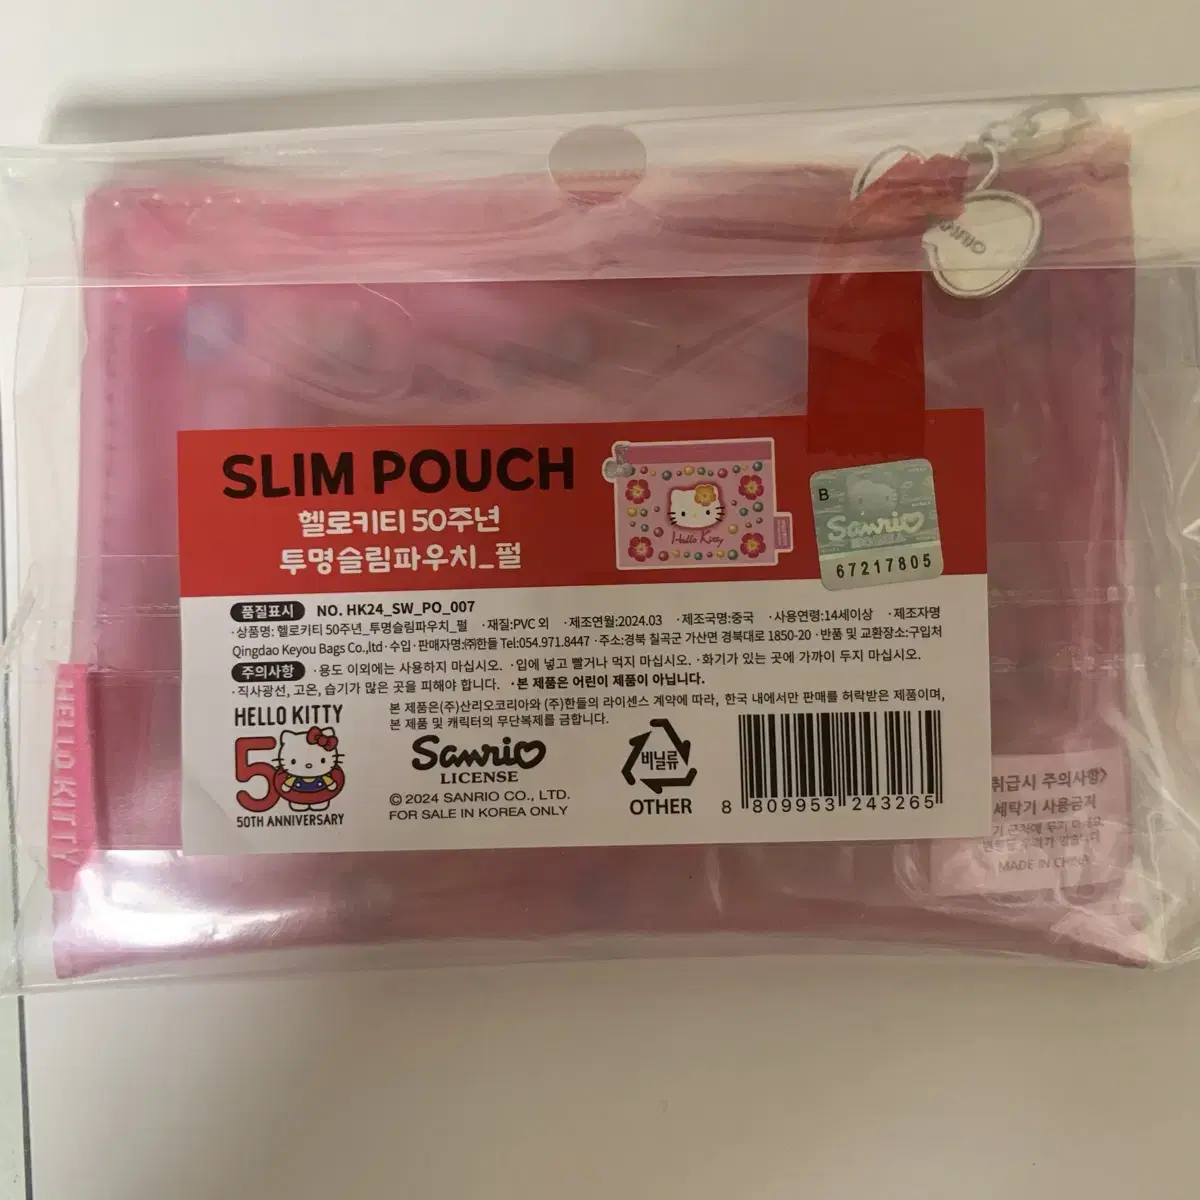 SANRIO
SLIM POUCH
헬로키티 50주년
투명슬림파우치_펄
Hello Kitty
B
Sanrio
67217805
품질표시 NO. HK24_SW_PO_007
·상품명: 헬로키티 50주년_투명슬림파우치_펄 ·재질:PVC 외 ·제조연월:2024.03 ·제조국명:중국 ·사용연령:14세이상 ·제조자명
Qingdao Keyou Bags Co.,ltd ·수입·판매자명:㈜한들 Tel:054.971.8447 ·주소:경북 칠곡군 가산면 경북대로 1850-20 ·반품 및 교환장소:구입처
주의사항 ·용도 이외에는 사용하지 마십시오. ·입에 넣고 빨거나 먹지 마십시오. ·화기가 있는 곳에 가까이 두지 마십시오.
·직사광선, 고온, 습기가 많은 곳을 피해야 합니다. ·본 제품은 어린이 제품이 아닙니다.
본 제품은(주)산리오코리아와 (주)한들의 라이센스 계약에 따라, 한국 내에서만 판매를 허락받은 제품이며,
본 제품 및 캐릭터의 무단복제를 금합니다.
HELLO KITTY
50
50TH ANNIVERSARY
Sanrio
LICENSE
© 2024 SANRIO CO., LTD.
FOR SALE IN KOREA ONLY
비닐류
OTHER
8 809953 243265
HELLO KITTY
취급시 주의사항>
세탁기 사용금지
MADE IN CHINA